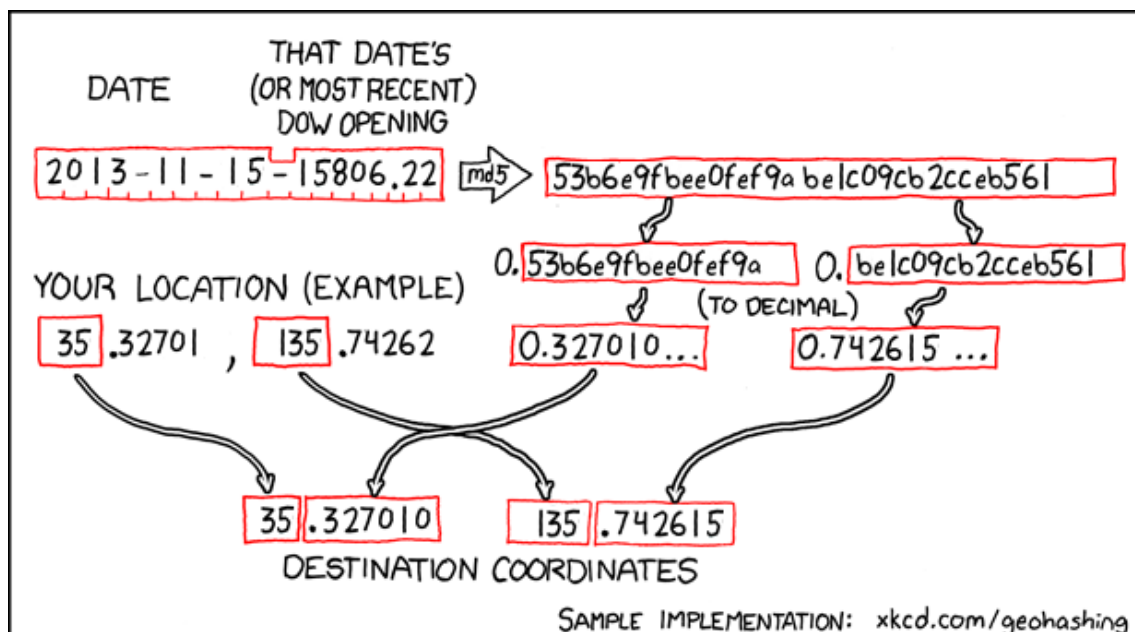 DATE
THAT DATE'S
(OR MOST RECENT)
DOW OPENING
2013-11-15-15806.22
md5
53b6e9fbee0fef9abe1c09cb2cceb561
0.53b6e9fbee0fef9a
0.be1c09cb2cceb561
YOUR LOCATION (EXAMPLE)
(TO DECIMAL)
35.32701, 135.74262
0.327010...
0.742615...
35.327010
135.742615
DESTINATION COORDINATES
SAMPLE IMPLEMENTATION: xkcd.com/geohashing